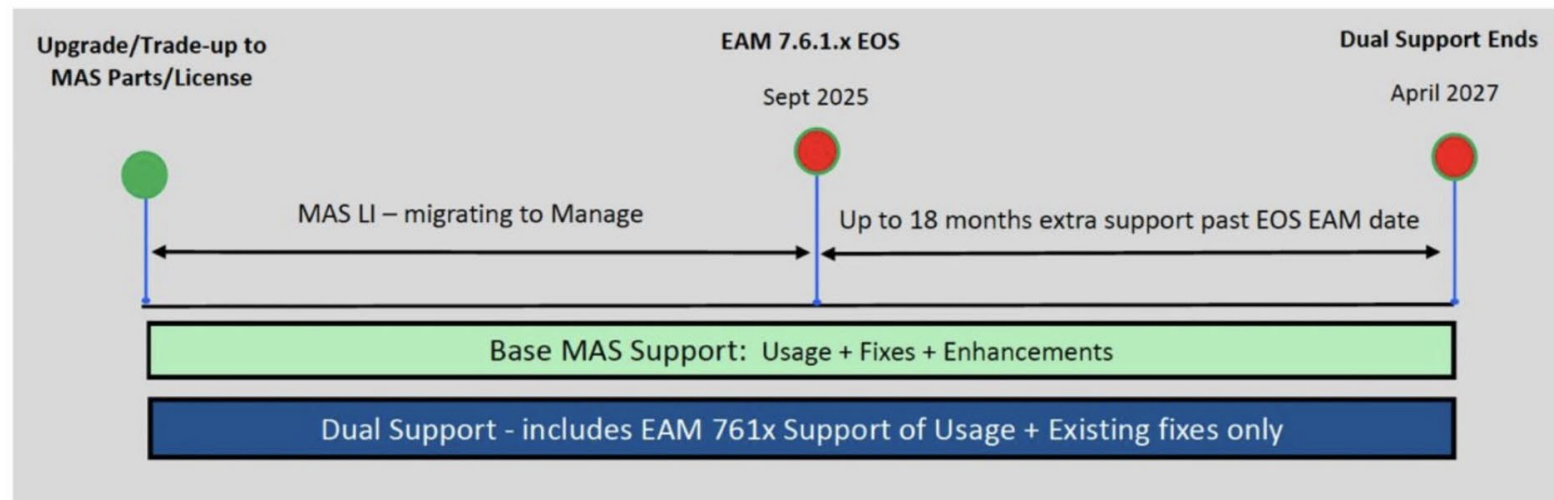 Upgrade/Trade-up to
MAS Parts/License
EAM 7.6.1.x EOS
Sept 2025
Dual Support Ends
April 2027
MAS LI – migrating to Manage
Up to 18 months extra support past EOS EAM date
Base MAS Support: Usage + Fixes + Enhancements
Dual Support - includes EAM 761x Support of Usage + Existing fixes only